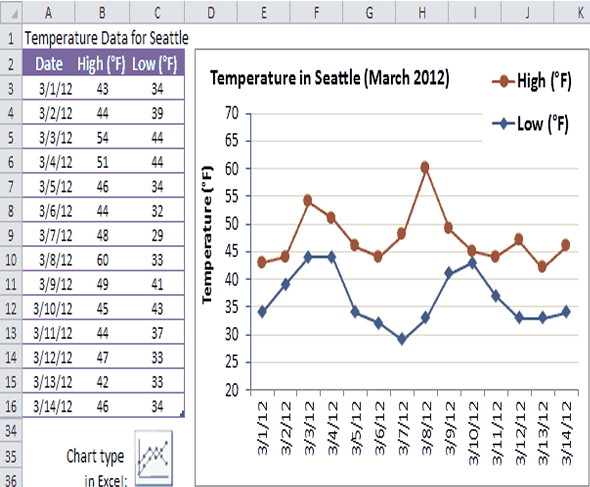 A B C D E F G H I J K
1 Temperature Data for Seattle
2 Date High (°F) Low (°F)
3 3/1/12 43 34
4 3/2/12 44 39
5 3/3/12 54 44
6 3/4/12 51 44
7 3/5/12 46 34
8 3/6/12 44 32
9 3/7/12 48 29
10 3/8/12 60 33
11 3/9/12 49 41
12 3/10/12 45 43
13 3/11/12 44 37
14 3/12/12 47 33
15 3/13/12 42 33
16 3/14/12 46 34
34
35 Chart type
36 in Excel:
Temperature in Seattle (March 2012)
High (°F)
Low (°F)
Temperature (°F)
70
65
60
55
50
45
40
35
30
25
20
3/1/12 3/2/12 3/3/12 3/4/12 3/5/12 3/6/12 3/7/12 3/8/12 3/9/12 3/10/12 3/11/12 3/12/12 3/13/12 3/14/12